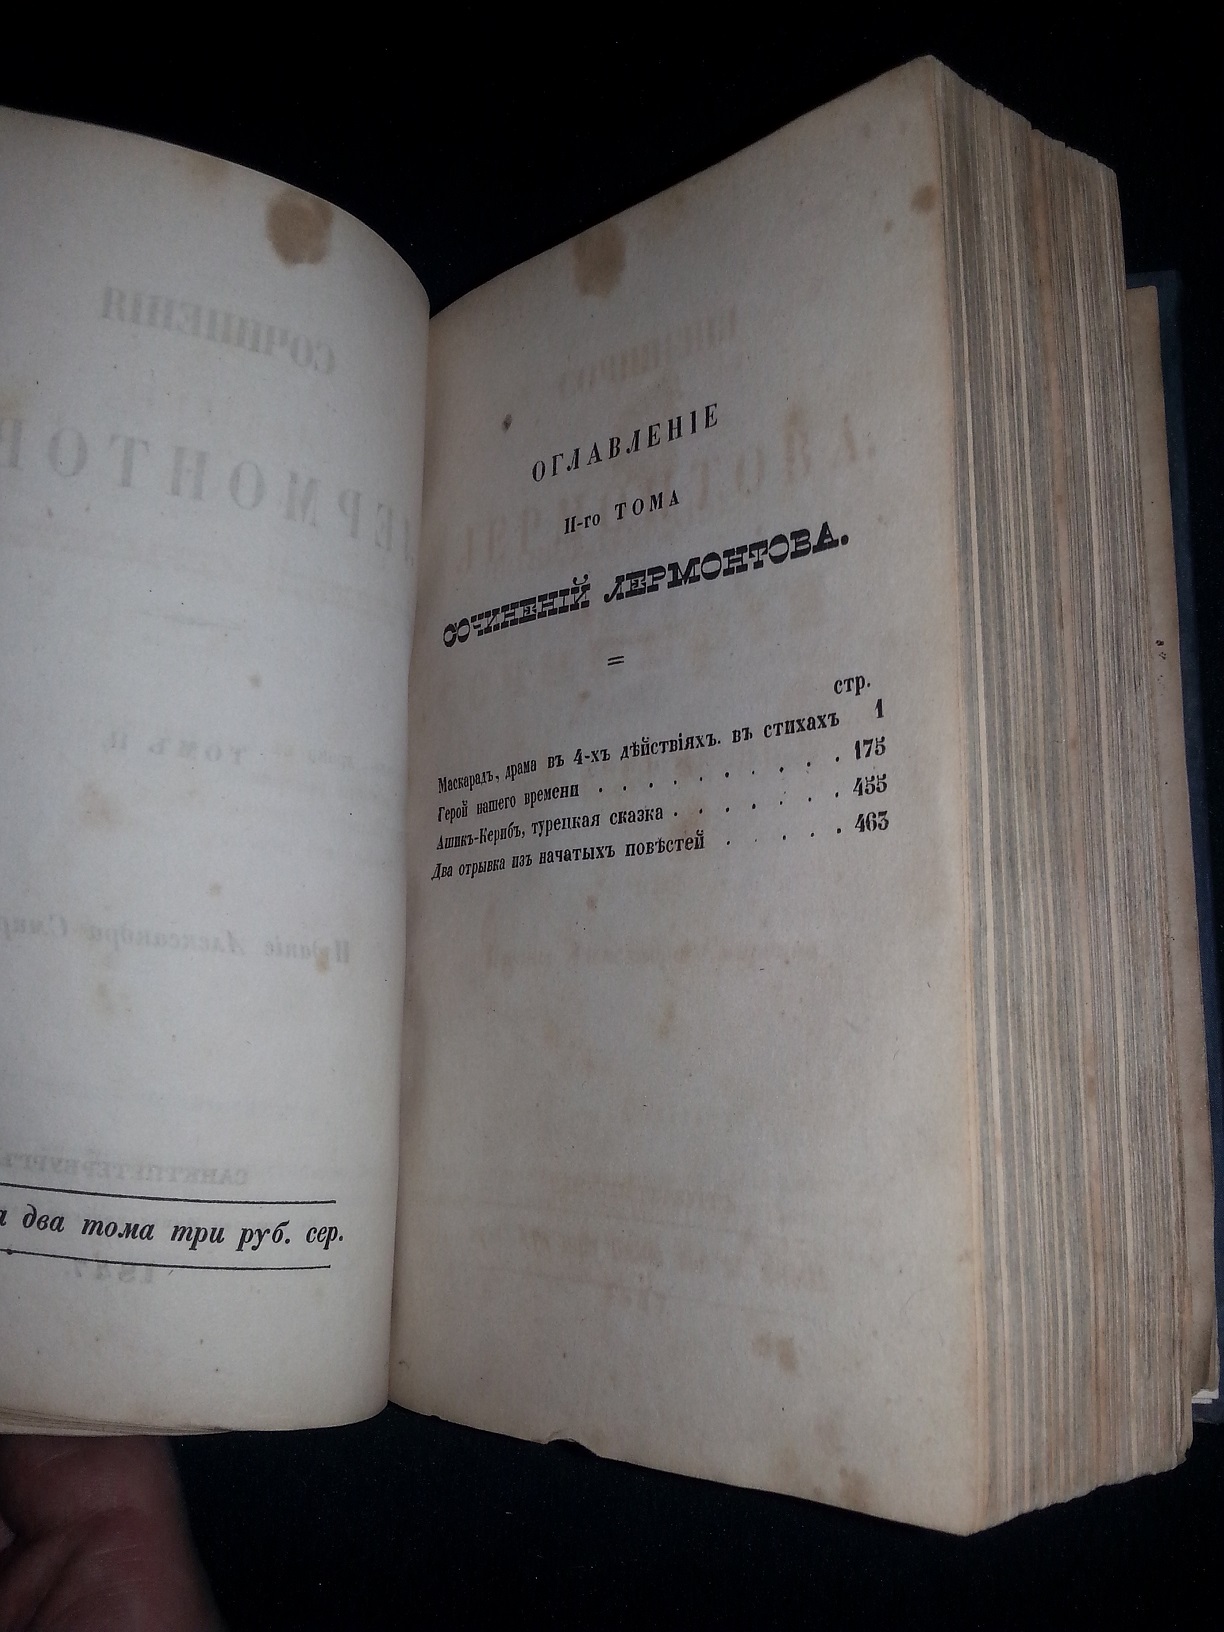 два тома три руб. сер.
ОГЛАВЛЕНІЕ
II-го ТОМА
СОЧИНЕНІЙ ЛЕРМОНТОВА.
стр.
Маскарадъ, драма въ 4-хъ дѣйствіяхъ. въ стихахъ 1
Герой нашего времени . . . . . . . . . . 175
Ашикъ-Керибъ, турецкая сказка . . . . . . . 455
Два отрывка изъ начатыхъ повѣстей . . . . . 463